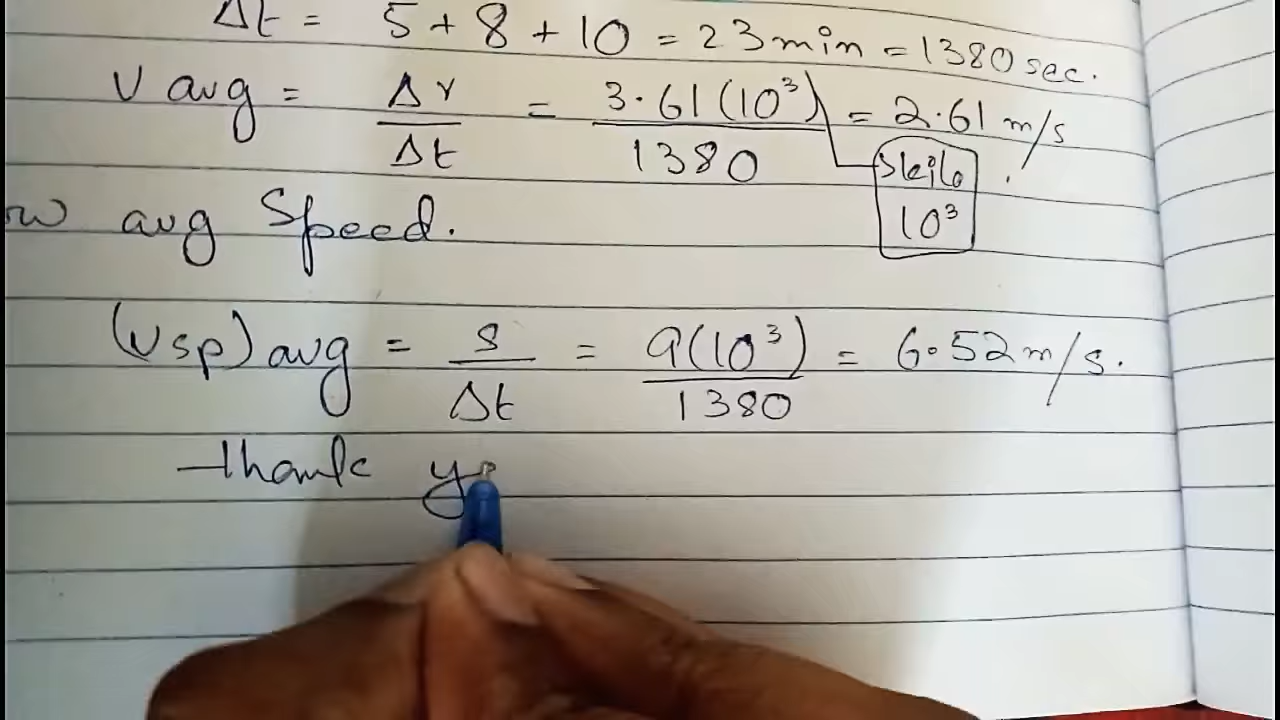 Δt = 5 + 8 + 10 = 23 min = 1380 sec.
V avg = Δr / Δt = 3.61 (10³) / 1380 = 2.61 m/s.
10³
avg Speed.
(Vsp) avg = s / Δt = 9(10³) / 1380 = 6.52 m/s.
thank